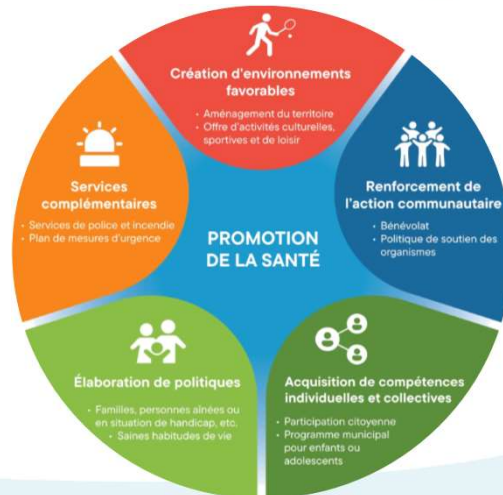 Création d'environnements
favorables
• Aménagement du territoire
• Offre d'activités culturelles,
sportives et de loisir
Renforcement de
l'action communautaire
• Bénévolat
• Politique de soutien des
organismes
Acquisition de compétences
individuelles et collectives
• Participation citoyenne
• Programme municipal
pour enfants ou
adolescents
Élaboration de politiques
• Familles, personnes aînées ou
en situation de handicap, etc.
• Saines habitudes de vie
Services
complémentaires
• Services de police et incendie
• Plan de mesures d'urgence
PROMOTION
DE LA SANTÉ